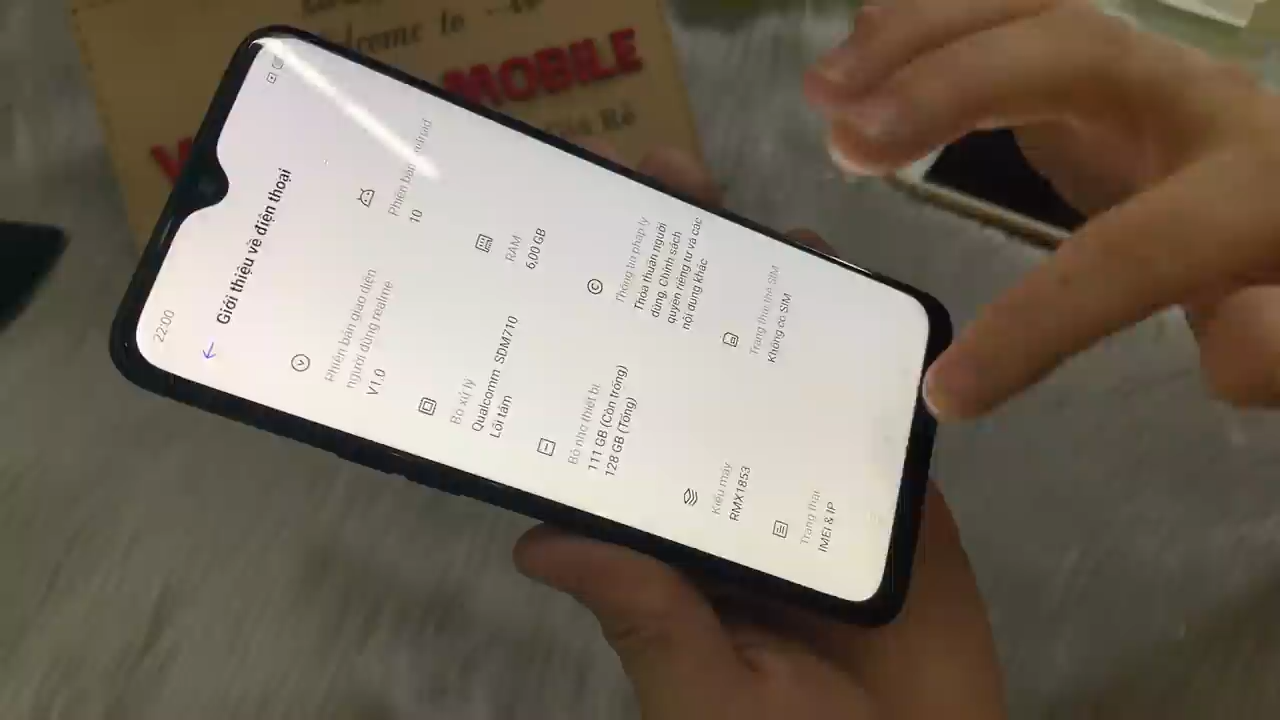 Welcome to
MOBILE
22:00
Giới thiệu về điện thoại
Phiên bản giao diện
người dùng realme
V1.0
Phiên bản
10
Bộ xử lý
Qualcomm SDM710
Lõi tám
RAM
6,00 GB
Bộ nhớ thiết bị
111 GB (Còn trống)
128 GB (Tổng)
Thông tin pháp lý
Thỏa thuận người
dùng, Chính sách
quyền riêng tư và các
nội dung khác
Kiểu máy
RMX1853
Trạng thái thẻ SIM
Không có SIM
Trạng thái
IMEI & IP